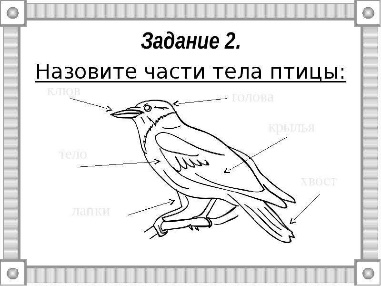 Задание 2.
Назовите части тела птицы:
клюв
голова
крылья
тело
хвост
лапки